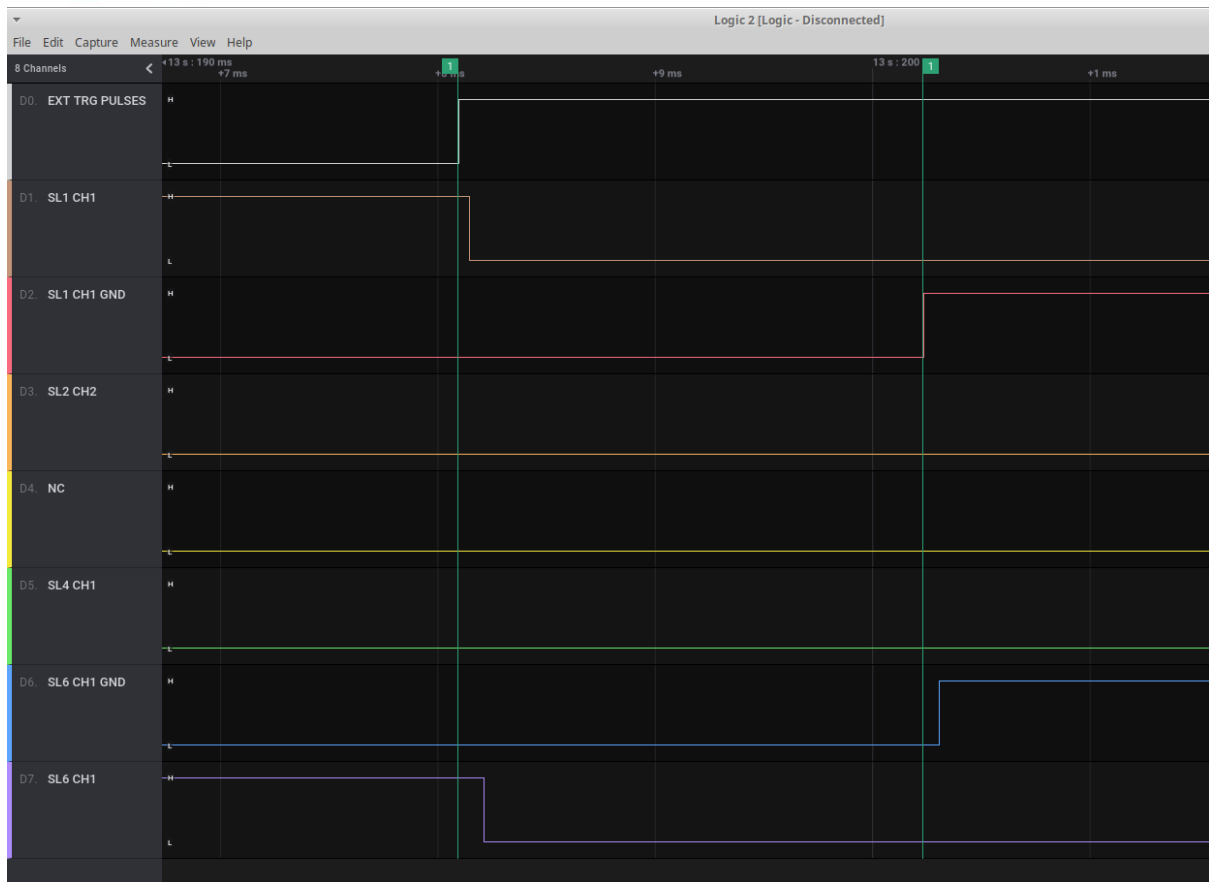 Logic 2 [Logic - Disconnected]
File Edit Capture Measure View Help
8 Channels
13 s : 190 ms
+7 ms
1
+9 ms
13 s : 200
1
+1 ms
D0. EXT TRG PULSES
H
L
D1. SL1 CH1
H
L
D2. SL1 CH1 GND
H
L
D3. SL2 CH2
H
L
D4. NC
H
L
D5. SL4 CH1
H
L
D6. SL6 CH1 GND
H
L
D7. SL6 CH1
H
L